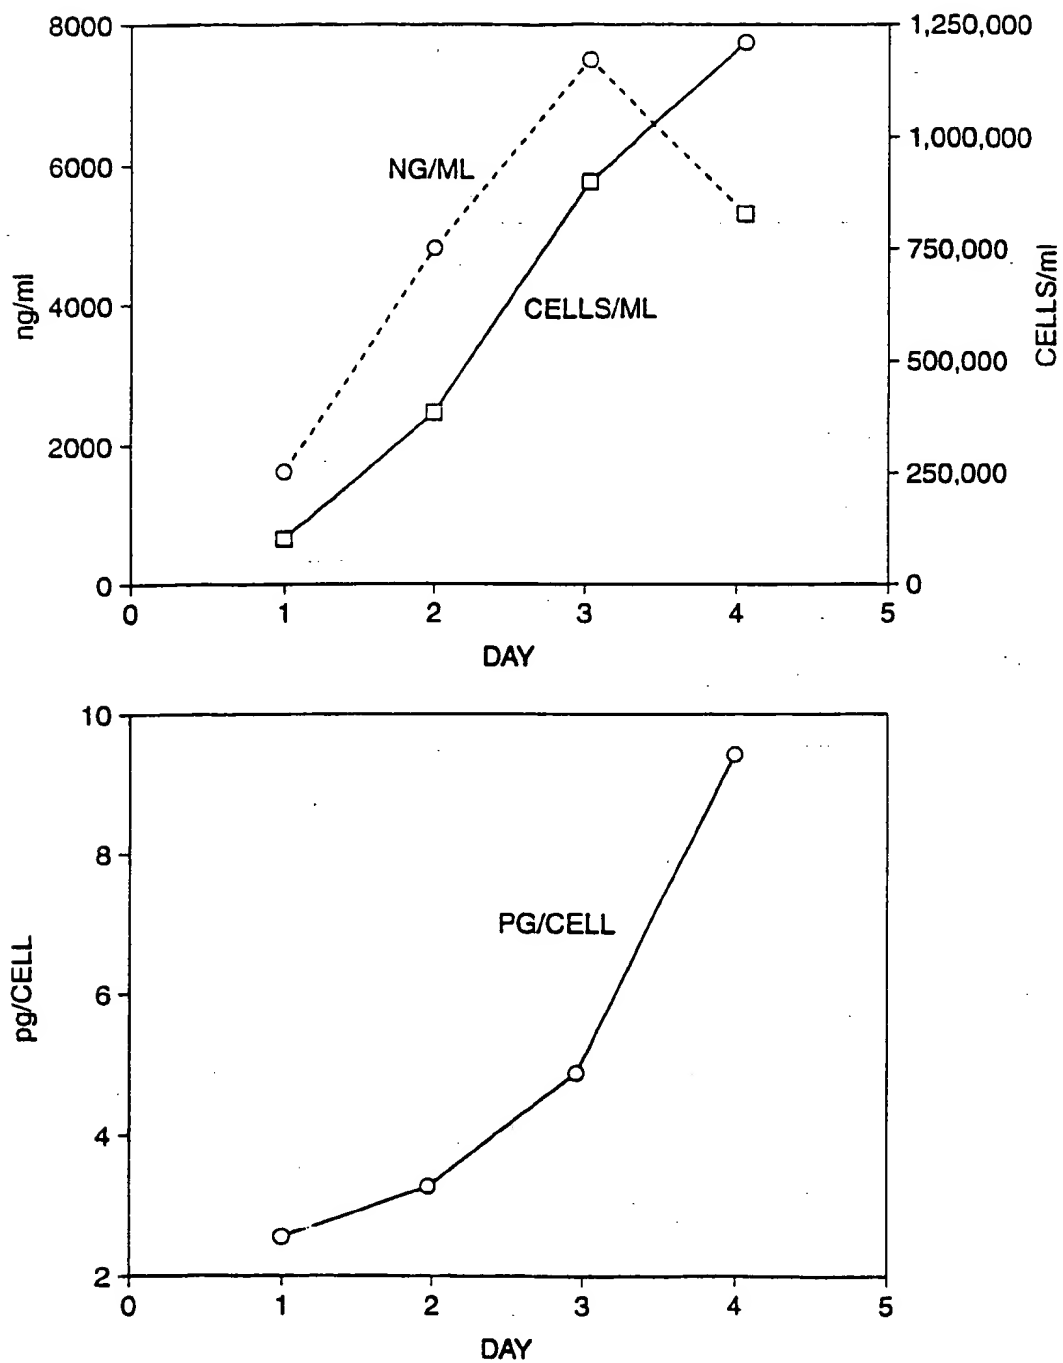 8000
6000
4000
2000
0
ng/ml
1,250,000
1,000,000
750,000
500,000
250,000
0
CELLS/ml
NG/ML
CELLS/ML
0 1 2 3 4 5
DAY
10
8
6
4
2
pg/CELL
PG/CELL
0 1 2 3 4 5
DAY